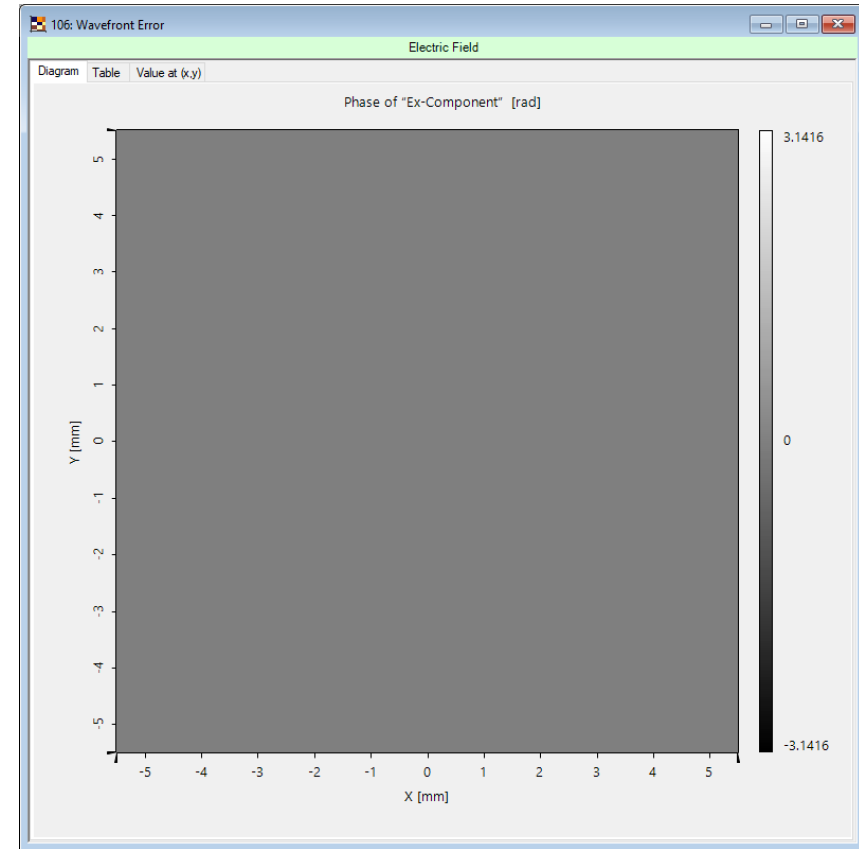 106: Wavefront Error
Electric Field
Diagram Table Value at (x,y)
Phase of "Ex-Component" [rad]
3.1416
0
-3.1416
5
4
3
2
1
0
-1
-2
-3
-4
-5
Y [mm]
-5 -4 -3 -2 -1 0 1 2 3 4 5
X [mm]